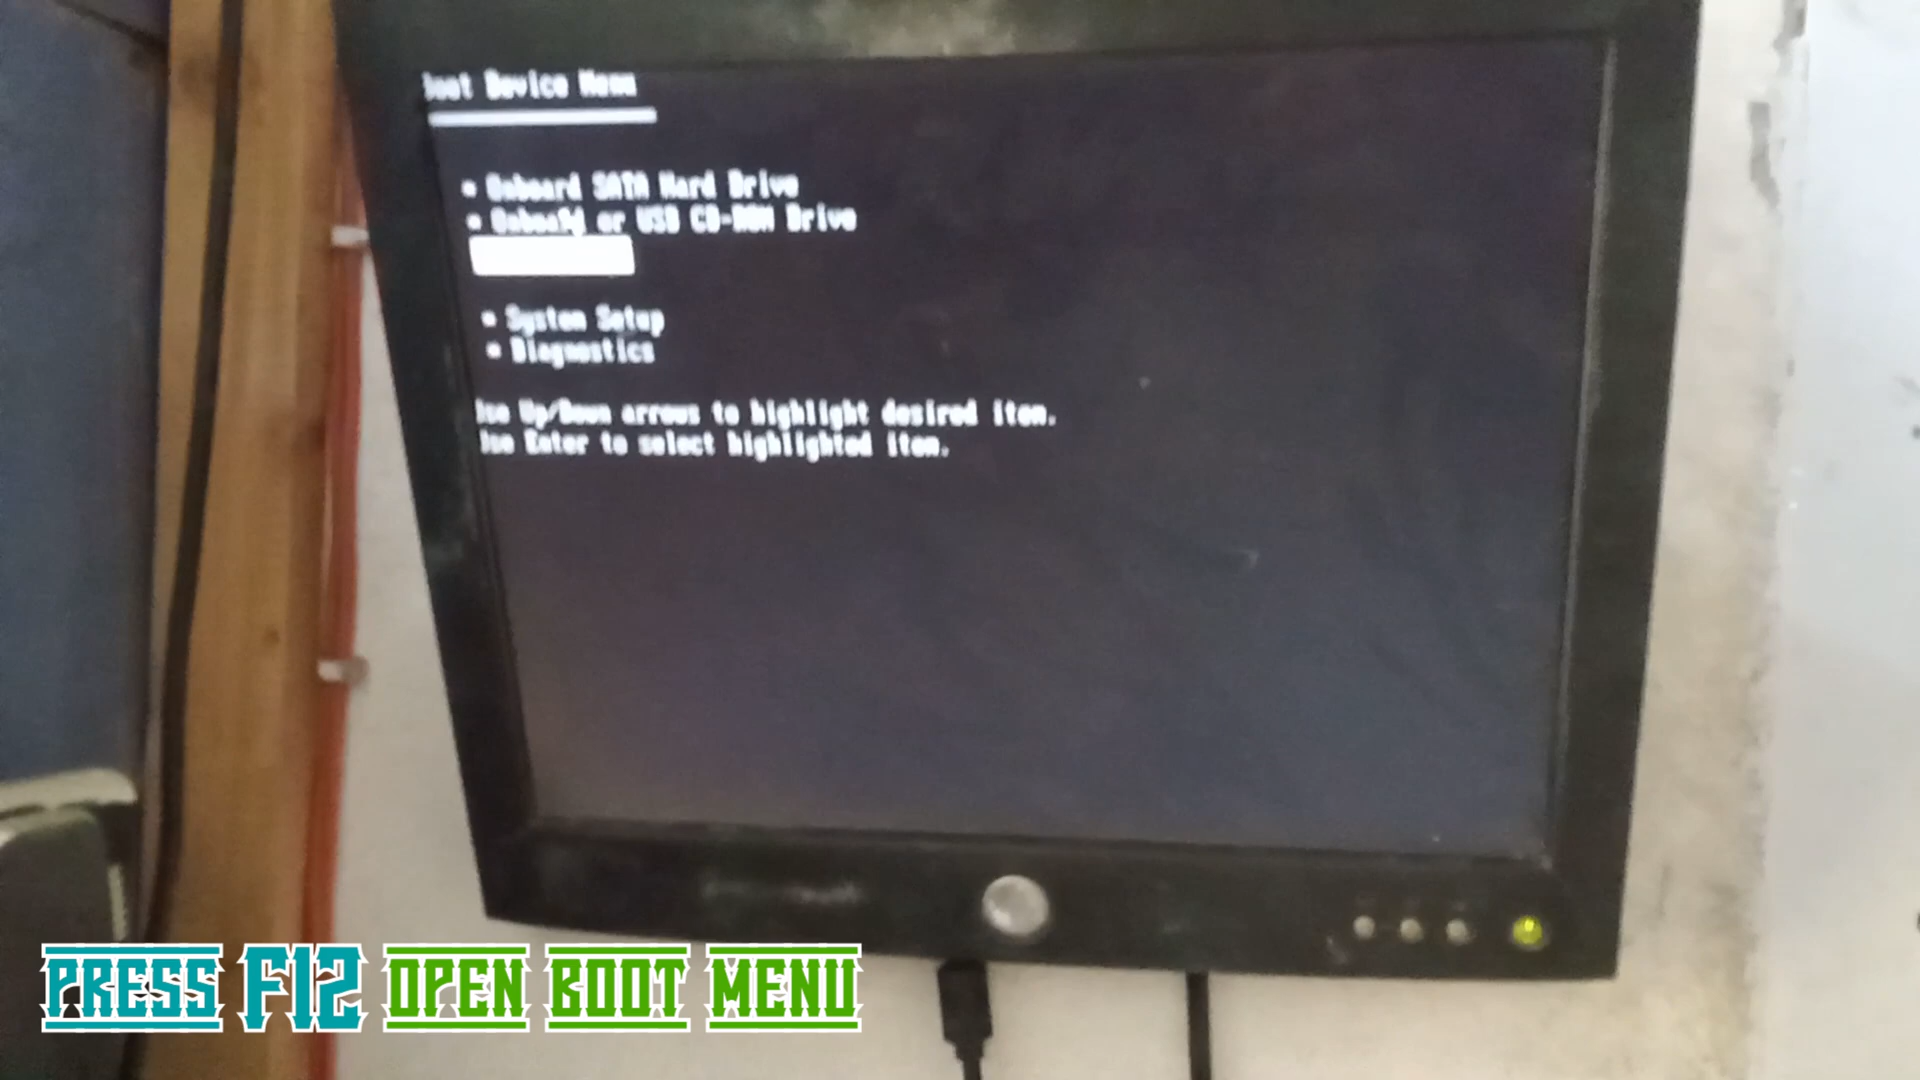 Boot Device Menu
Onboard SATA Hard Drive
Onboard or USB CD-ROM Drive
System Setup
Diagnostics
Use Up/Down arrows to highlight desired item.
Use Enter to select highlighted item.
PRESS F12 OPEN BOOT MENU